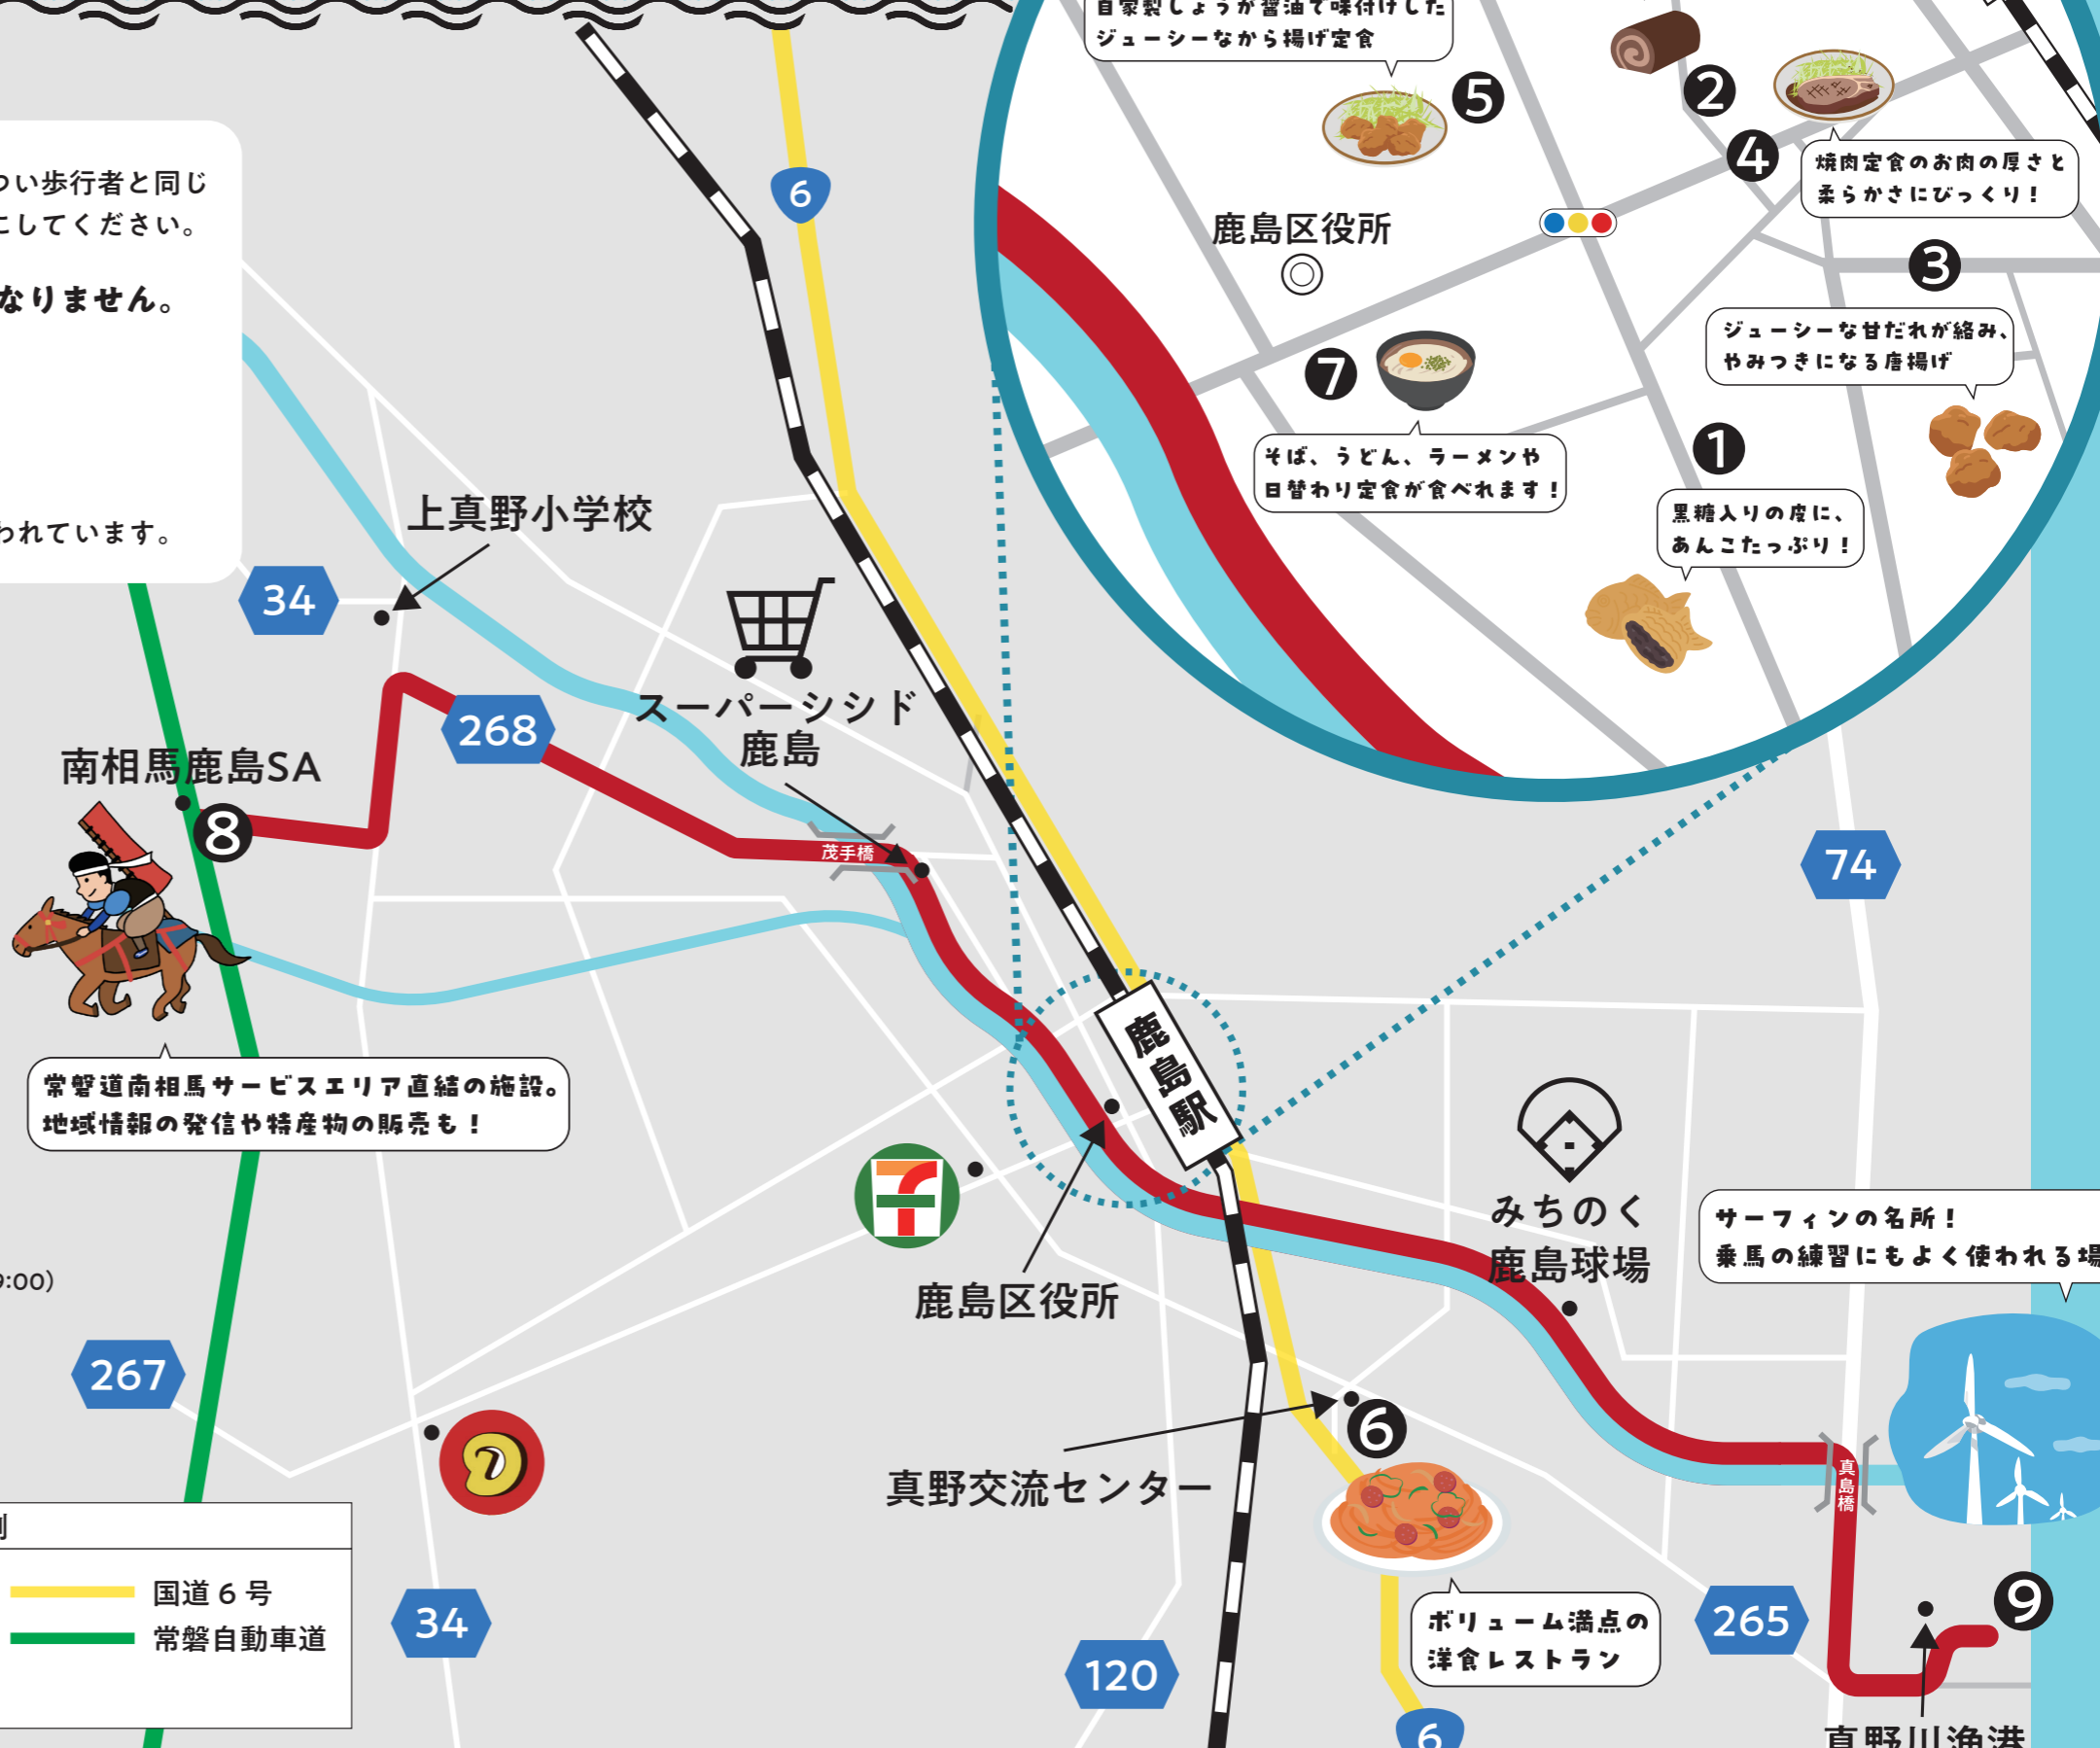 自家製しょうが醤油で味付けした
ジューシーなから揚げ定食
5
2
4
焼肉定食のお肉の厚さと
柔らかさにびっくり!
鹿島区役所
3
ジューシーな甘だれが絡み、
やみつきになる唐揚げ
7
そば、うどん、ラーメンや
日替わり定食が食べれます!
1
黒糖入りの皮に、
あんこたっぷり!
つい歩行者と同じ
にしてください。
なりません。
われています。
6
上真野小学校
34
スーパーシシド
鹿島
268
南相馬鹿島SA
8
茂手橋
74
常磐道南相馬サービスエリア直結の施設。
地域情報の発信や特産物の販売も!
鹿島駅
みちのく
鹿島球場
サーフィンの名所!
乗馬の練習にもよく使われる場
鹿島区役所
9:00)
267
真野交流センター
6
真島橋
国道6号
常磐自動車道
34
120
ボリューム満点の
洋食レストラン
265
9
6
真野川漁港